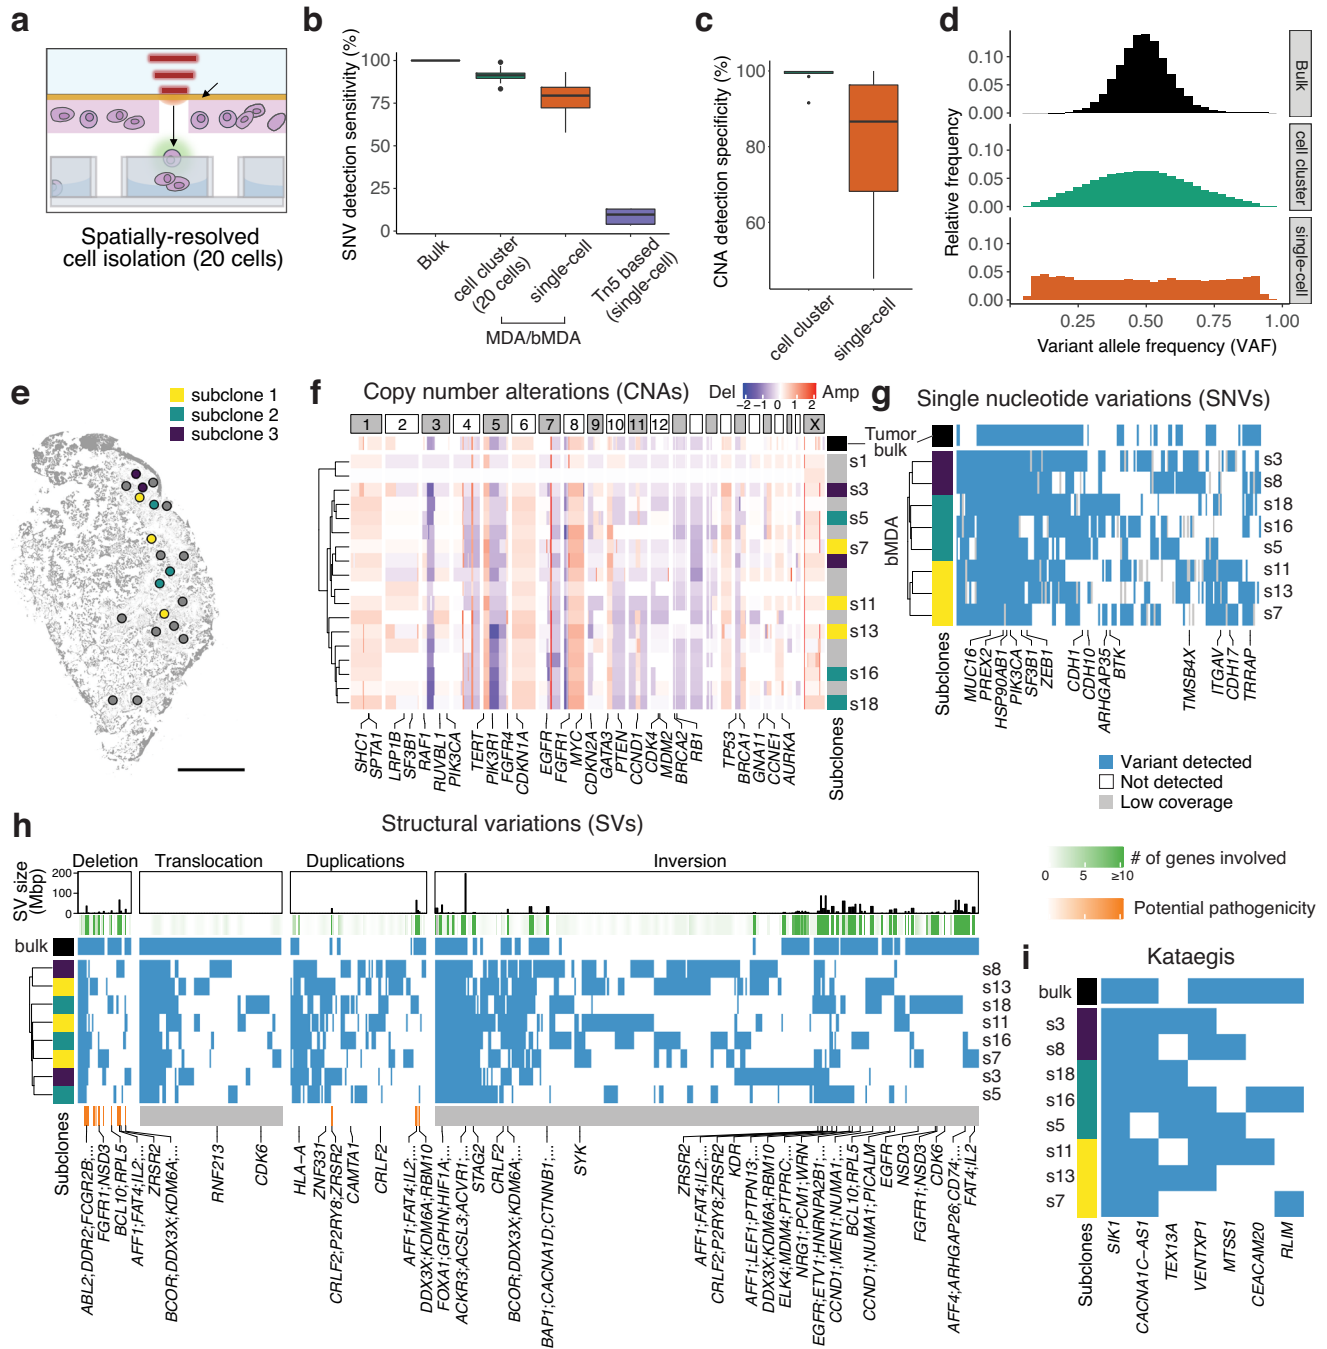 a
Spatially-resolved
cell isolation (20 cells)
b
SNV detection sensitivity (%)
100
75
50
25
0
Bulk
cell cluster
(20 cells)
single-cell
Tn5 based
(single-cell)
MDA/bMDA
c
CNA detection specificity (%)
100
80
60
cell cluster
single-cell
d
Relative frequency
0.10
0.05
0.00
Bulk
0.10
0.05
0.00
cell cluster
0.10
0.05
0.00
single-cell
0.25 0.50 0.75 1.00
Variant allele frequency (VAF)
e
subclone 1
subclone 2
subclone 3
f
Copy number alterations (CNAs)
Del
Amp
−2 −1 0 1 2
1 2 3 4 5 6 7 8 9 10 11 12 X
Tumor
bulk
s1
s3
s5
s7
s11
s13
s16
s18
Subclones
SHC1
SPTA1
LRP1B
SF3B1
RAF1
RUVBL1
PIK3CA
TERT
PIK3R1
FGFR4
CDKN1A
EGFR
FGFR1
MYC
CDKN2A
GATA3
PTEN
CCND1
CDK4
MDM2
BRCA2
RB1
TP53
BRCA1
GNA11
CCNE1
AURKA
g
Single nucleotide variations (SNVs)
bMDA
s3
s8
s18
s16
s5
s11
s13
s7
Subclones
MUC16
PREX2
HSP90AB1
PIK3CA
SF3B1
ZEB1
CDH1
CDH10
ARHGAP35
BTK
TMSB4X
ITGAV
CDH17
TRRAP
Variant detected
Not detected
Low coverage
h
Structural variations (SVs)
Deletion
Translocation
Duplications
Inversion
SV size
(Mbp)
200
100
0
bulk
s8
s13
s18
s11
s16
s7
s3
s5
Subclones
ABL2;DDR2;FCGR2B;...
FGFR1;NSD3
BCL10;RPL5
AFF1;FAT4;IL2;...
ZRSR2
BCOR;DDX3X;KDM6A;...
RNF213
CDK6
HLA−A
ZNF331
CRLF2;P2RY8;ZRSR2
CAMTA1
CRLF2
AFF1;FAT4;IL2;...
DDX3X;KDM6A;RBM10
FOXA1;GPHN;HIF1A;...
ACKR3;ACSL3;ACVR1;...
STAG2
CRLF2
BCOR;DDX3X;KDM6A;...
BAP1;CACNA1D;CTNNB1;...
SYK
ZRSR2
AFF1;FAT4;IL2;...
CRLF2;P2RY8;ZRSR2
KDR
AFF1;LEF1;PTPN13;...
DDX3X;KDM6A;RBM10
ELK4;MDM4;PTPRC;...
NRG1;PCM1;WRN
EGFR;ETV1;HNRNPA2B1;...
CCND1;MEN1;NUMA1;...
BCL10;RPL5
CCND1;NUMA1;PICALM
EGFR
NSD3
FGFR1;NSD3
CDK6
AFF4;ARHGAP26;CD74;...
FAT4;IL2
0 5 ≥10
# of genes involved
Potential pathogenicity
i
Kataegis
bulk
s3
s8
s18
s16
s5
s11
s13
s7
Subclones
SIK1
CACNA1C−AS1
TEX13A
VENTXP1
MTSS1
CEACAM20
RLIM